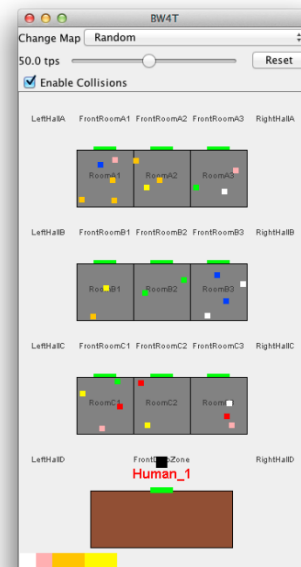 BW4T
Change Map Random
50.0 tps Reset
Enable Collisions
LeftHallA FrontRoomA1 FrontRoomA2 FrontRoomA3 RightHallA
RoomA1 RoomA2 RoomA3
LeftHallB FrontRoomB1 FrontRoomB2 FrontRoomB3 RightHallB
RoomB1 RoomB2 RoomB3
LeftHallC FrontRoomC1 FrontRoomC2 FrontRoomC3 RightHallC
RoomC1 RoomC2
LeftHallD RightHallD
Human_1